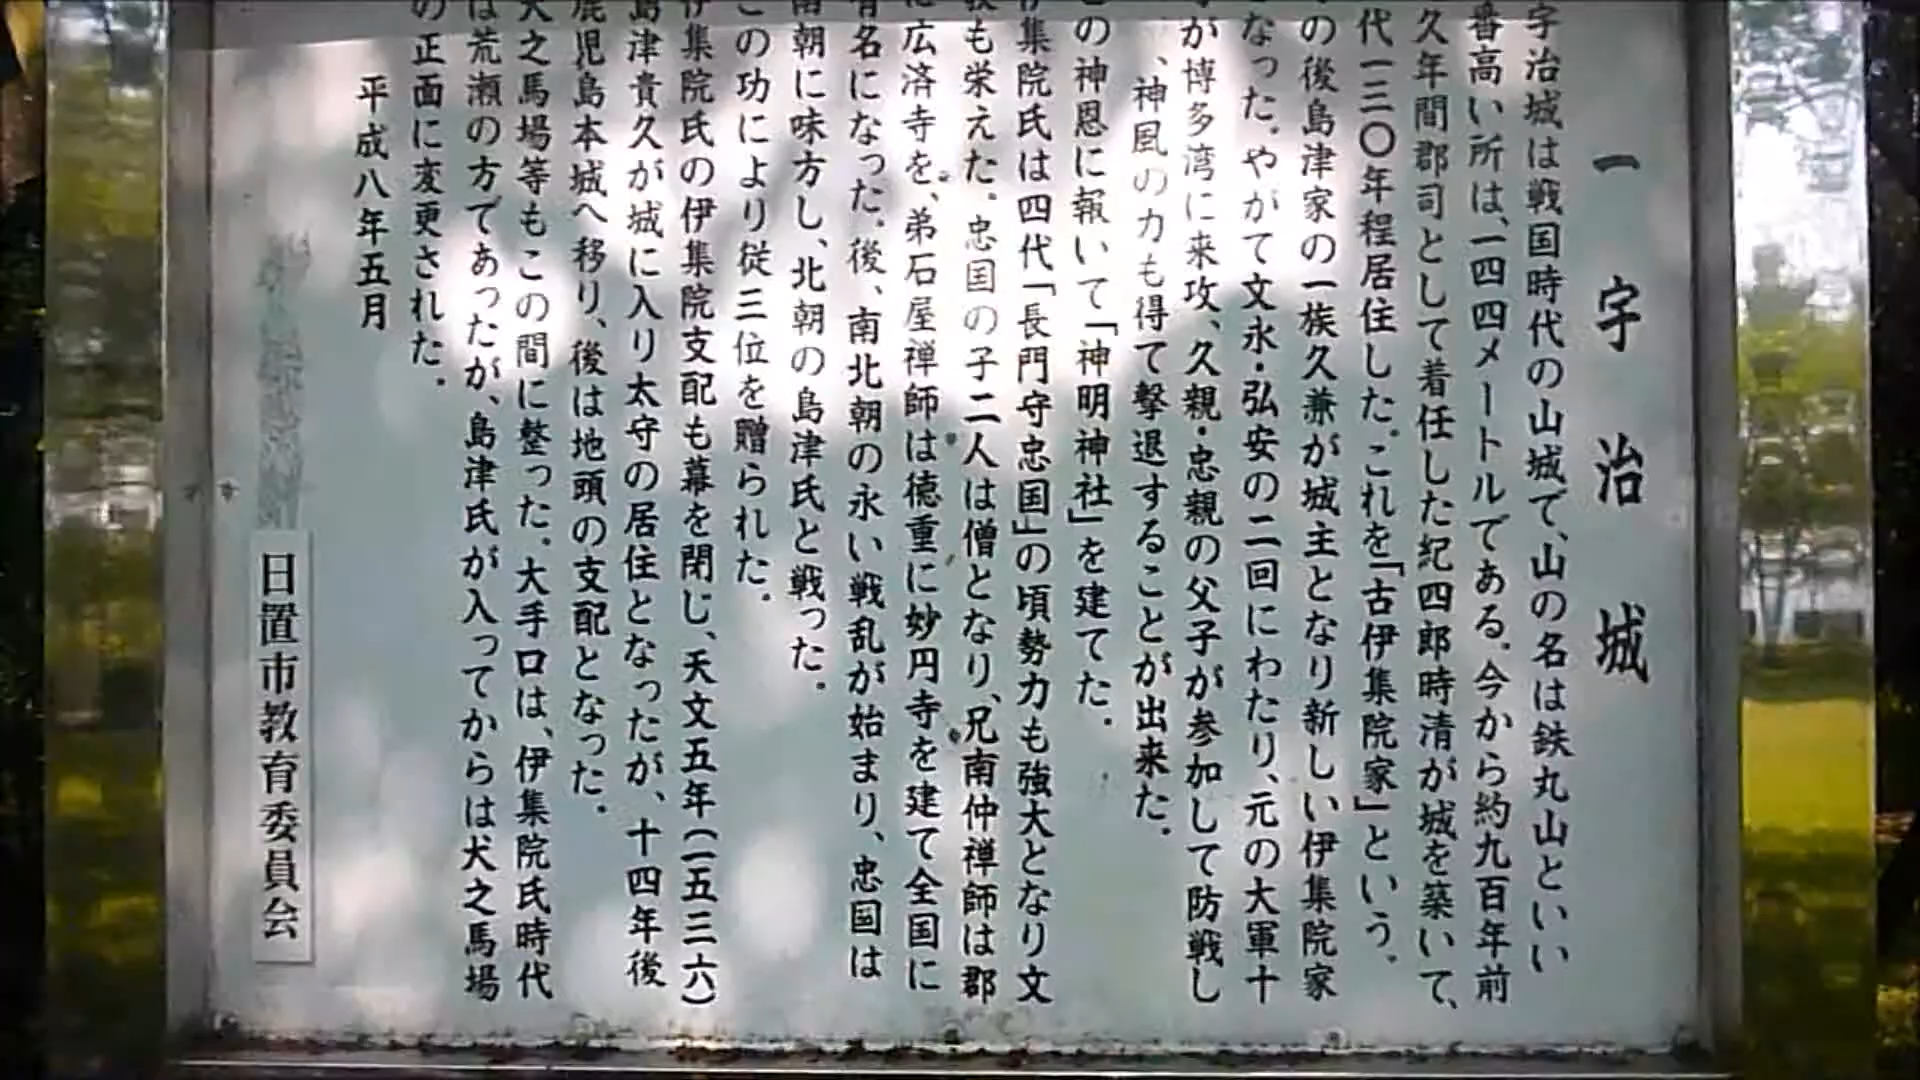 一宇治城
宇治城は戦国時代の山城で、山の名は鉄丸山といい
番高い所は、一四四メートルである。今から約九百年前
久年間郡司として着任した紀四郎時清が城を築いて、
代一三〇年程居住した。これを「古伊集院家」という。
の後島津家の一族久兼が城主となり新しい伊集院家
なった。やがて文永・弘安の二回にわたり、元の大軍十
が博多湾に来攻、久親・忠親の父子が参加して防戦し
、神風の力も得て撃退することが出来た。
の神恩に報いて「神明神社」を建てた。
伊集院氏は四代「長門守忠国」の頃勢力も強大となり文
教も栄えた。忠国の子二人は僧となり、兄南仲禅師は郡
に広済寺を、弟石屋禅師は徳重に妙円寺を建て全国に
有名になった。後、南北朝の永い戦乱が始まり、忠国は
南朝に味方し、北朝の島津氏と戦った。
この功により従三位を贈られた。
伊集院氏の伊集院支配も幕を閉じ、天文五年(一五三六)
島津貴久が城に入り太守の居住となったが、十四年後
鹿児島本城へ移り、後は地頭の支配となった。
犬之馬場等もこの間に整った。大手口は、伊集院氏時代
は荒瀬の方であったが、島津氏が入ってからは犬之馬場
の正面に変更された。
平成八年五月
日置市教育委員会